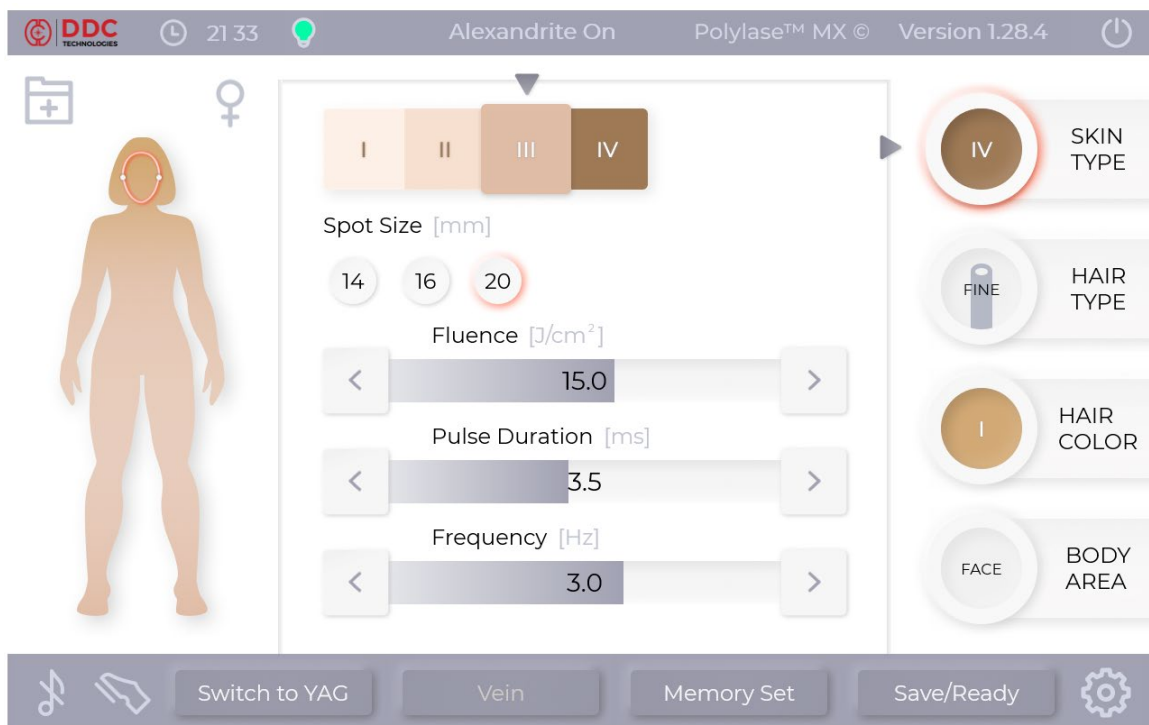 DDC
TECHNOLOGIES
21 33
Alexandrite On
Polylase™ MX ©
Version 1.28.4
I
II
III
IV
Spot Size [mm]
14
16
20
Fluence [J/cm²]
15.0
Pulse Duration [ms]
3.5
Frequency [Hz]
3.0
IV
SKIN
TYPE
FINE
HAIR
TYPE
I
HAIR
COLOR
FACE
BODY
AREA
Switch to YAG
Vein
Memory Set
Save/Ready